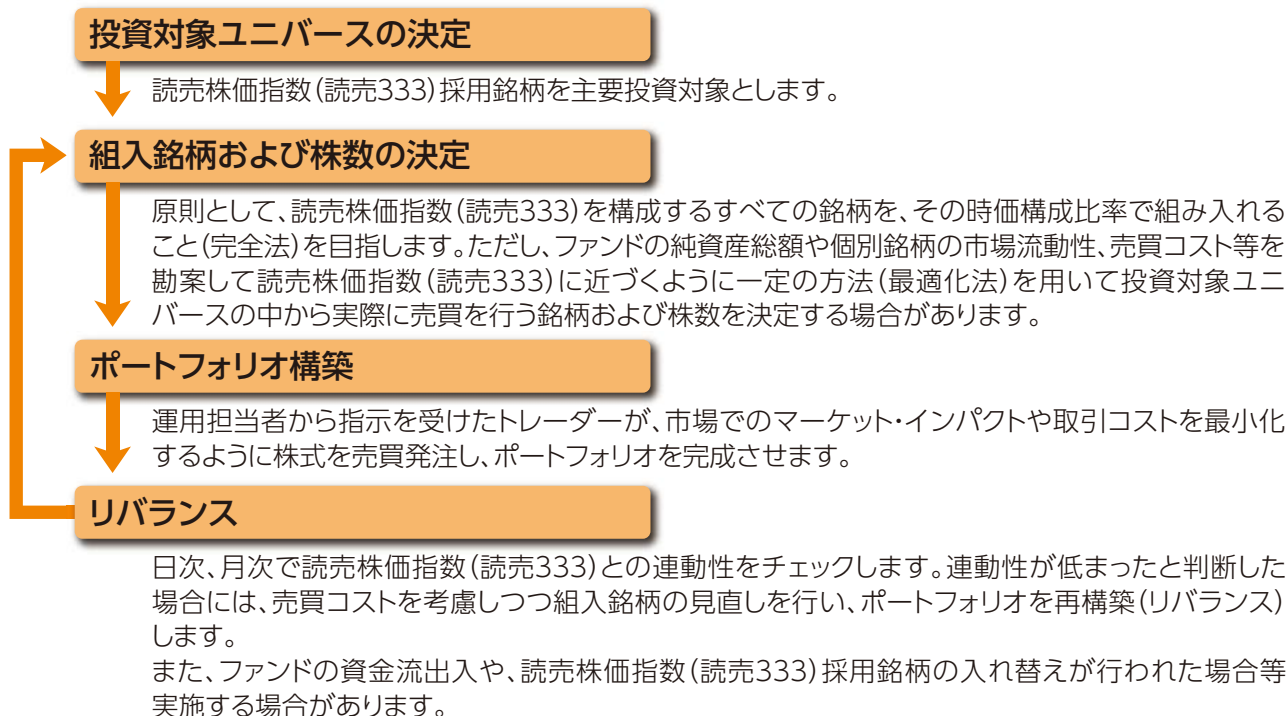 投資対象ユニバースの決定
読売株価指数(読売333)採用銘柄を主要投資対象とします。
組入銘柄および株数の決定
原則として、読売株価指数(読売333)を構成するすべての銘柄を、その時価構成比率で組み入れる
こと(完全法)を目指します。ただし、ファンドの純資産総額や個別銘柄の市場流動性、売買コスト等を
勘案して読売株価指数(読売333)に近づくように一定の方法(最適化法)を用いて投資対象ユニ
バースの中から実際に売買を行う銘柄および株数を決定する場合があります。
ポートフォリオ構築
運用担当者から指示を受けたトレーダーが、市場でのマーケット・インパクトや取引コストを最小化
するように株式を売買発注し、ポートフォリオを完成させます。
リバランス
日次、月次で読売株価指数(読売333)との連動性をチェックします。連動性が低まったと判断した
場合には、売買コストを考慮しつつ組入銘柄の見直しを行い、ポートフォリオを再構築(リバランス)
します。
また、ファンドの資金流出入や、読売株価指数(読売333)採用銘柄の入れ替えが行われた場合等
実施する場合があります。